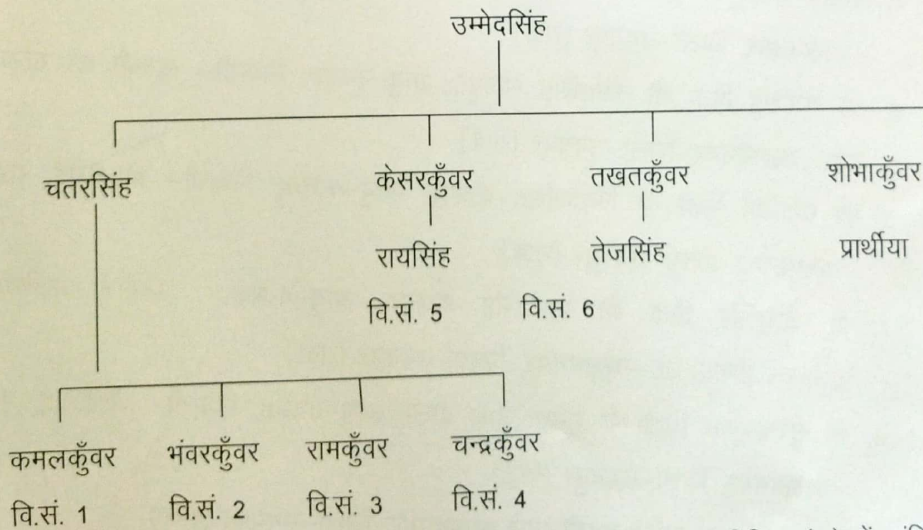 उम्मेदसिंह
चतरसिंह केसरकुँवर तखतकुँवर शोभाकुँवर
रायसिंह तेजसिंह प्रार्थीया
वि.सं. 5 वि.सं. 6
कमलकुँवर भंवरकुँवर रामकुँवर चन्द्रकुँवर
वि.सं. 1 वि.सं. 2 वि.सं. 3 वि.सं. 4